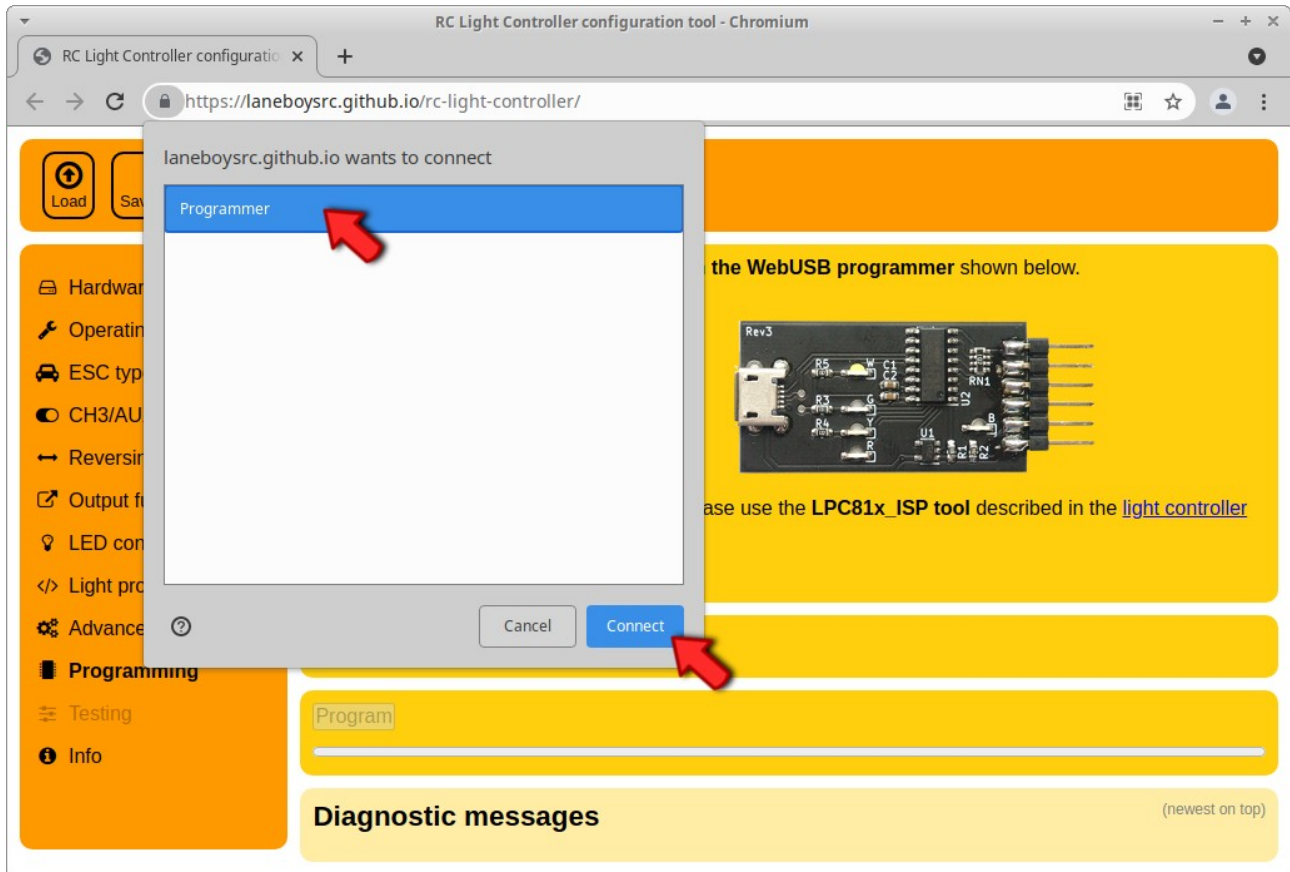 RC Light Controller configuration tool - Chromium
RC Light Controller configuratio
https://laneboysrc.github.io/rc-light-controller/
laneboysrc.github.io wants to connect
Load
Sav
Programmer
the WebUSB programmer shown below.
Hardwar
Operatin
ESC typ
CH3/AU
Reversin
Output fu
LED con
Light pro
Advance
Programming
Testing
Info
Rev3
R5
W
C1
C2
RN1
R3
G
U2
R4
Y
B
U1
R
R1
R2
ase use the LPC81x_ISP tool described in the light controller
Cancel
Connect
Program
Diagnostic messages
(newest on top)